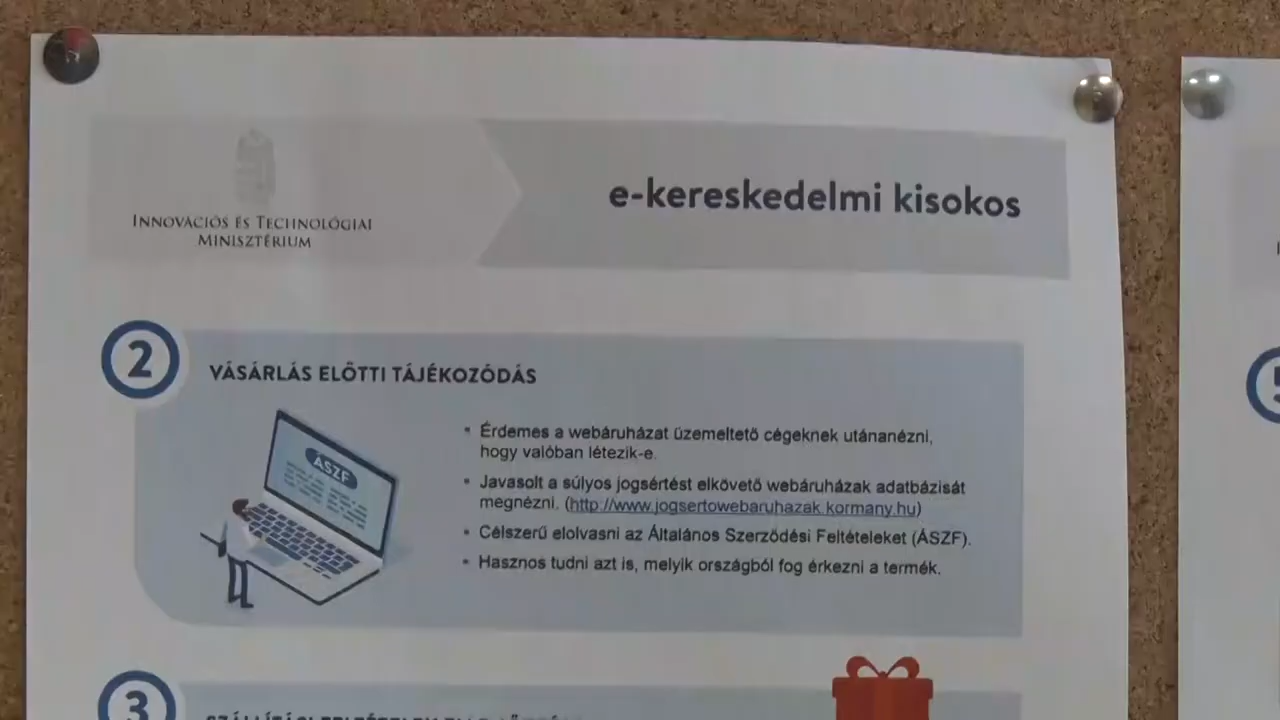 INNOVÁCIÓS ÉS TECHNOLÓGIAI
MINISZTÉRIUM
e-kereskedelmi kisokos
2
VÁSÁRLÁS ELŐTTI TÁJÉKOZÓDÁS
ÁSZF
• Érdemes a webáruházat üzemeltető cégeknek utánanézni,
hogy valóban létezik-e.
• Javasolt a súlyos jogsértést elkövető webáruházak adatbázisát
megnézni. (http://www.jogsertowebaruhazak.kormany.hu)
• Célszerű elolvasni az Általános Szerződési Feltételeket (ÁSZF).
• Hasznos tudni azt is, melyik országból fog érkezni a termék.
3